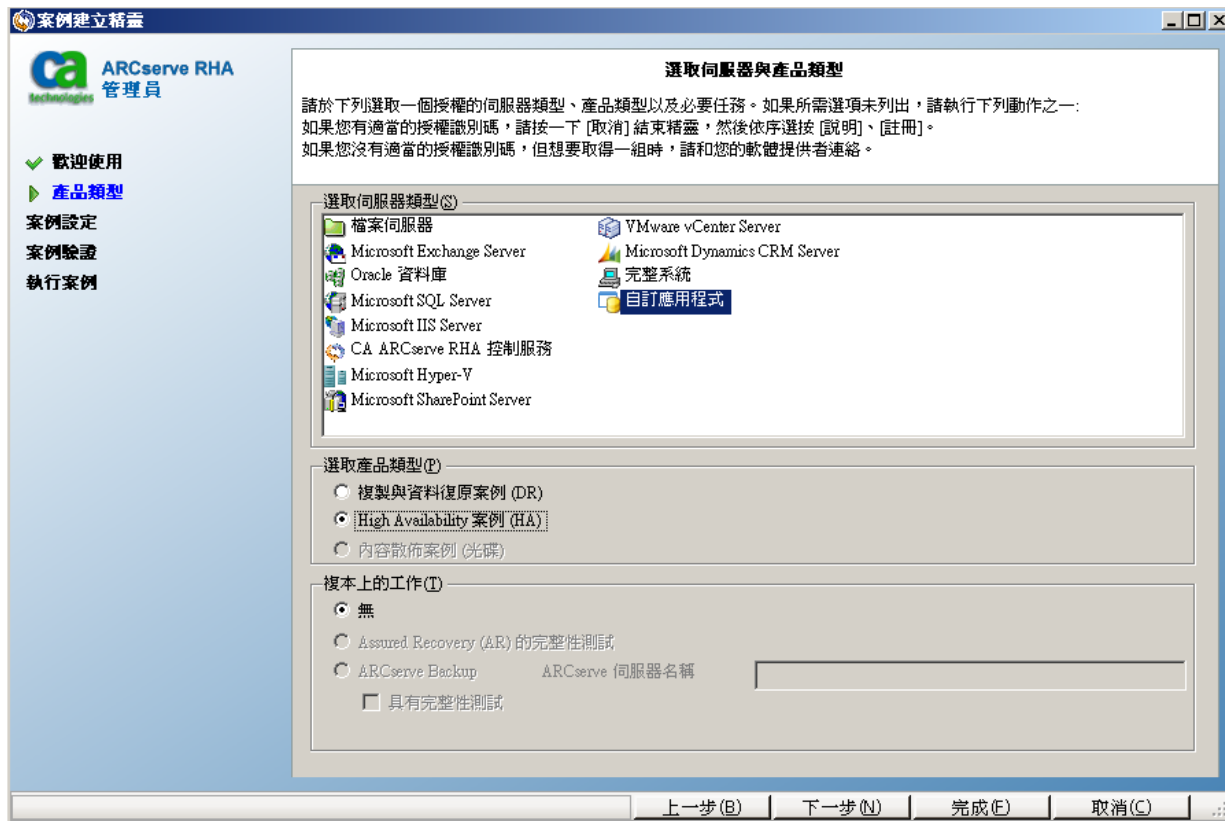 案例建立精靈
ca
technologies
ARCserve RHA
管理員
歡迎使用
產品類型
案例設定
案例驗證
執行案例
選取伺服器與產品類型
請於下列選取一個授權的伺服器類型、產品類型以及必要任務。如果所需選項未列出，請執行下列動作之一:
如果您有適當的授權識別碼，請按一下 [取消] 結束精靈，然後依序選按 [說明]、[註冊]。
如果您沒有適當的授權識別碼，但想要取得一組時，請和您的軟體提供者連絡。
選取伺服器類型(S)
檔案伺服器
Microsoft Exchange Server
Oracle 資料庫
Microsoft SQL Server
Microsoft IIS Server
CA ARCserve RHA 控制服務
Microsoft Hyper-V
Microsoft SharePoint Server
VMware vCenter Server
Microsoft Dynamics CRM Server
完整系統
自訂應用程式
選取產品類型(P)
複製與資料復原案例 (DR)
High Availability 案例 (HA)
內容散佈案例 (光碟)
複本上的工作(T)
無
Assured Recovery (AR) 的完整性測試
ARCserve Backup ARCserve 伺服器名稱
具有完整性測試
上一步(B) 下一步(N) 完成(F) 取消(C)